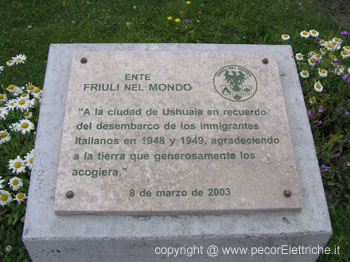 ENTE
FRIULI NEL MONDO
"A la ciudad de Ushuaia en recuerdo
del desembarco de los inmigrantes
Italianos en 1948 y 1949, agradeciendo
a la tierra que generosamente los
acogiera."
8 de marzo de 2003
copyright @ www.pecorElettriche.it